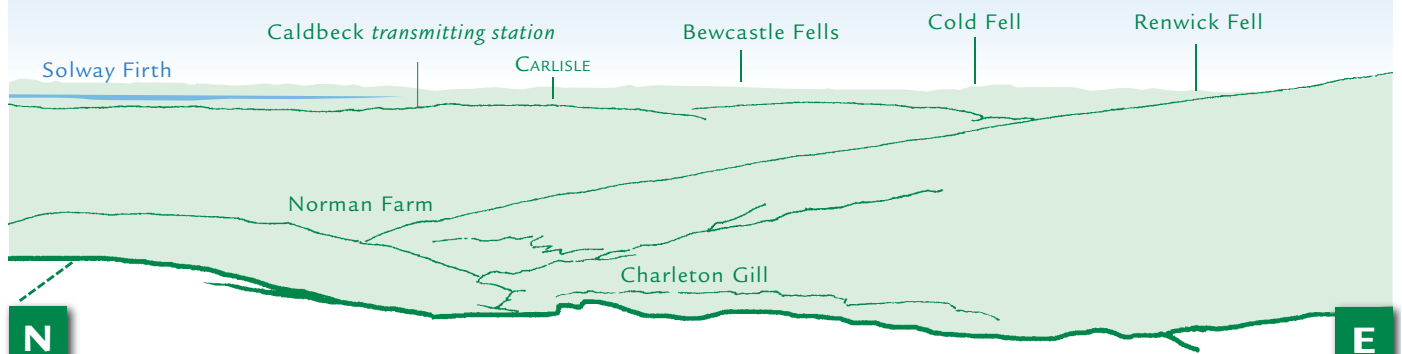 Cold Fell
Renwick Fell
Caldbeck transmitting station
Bewcastle Fells
CARLISLE
Solway Firth
Norman Farm
Charleton Gill
N
E